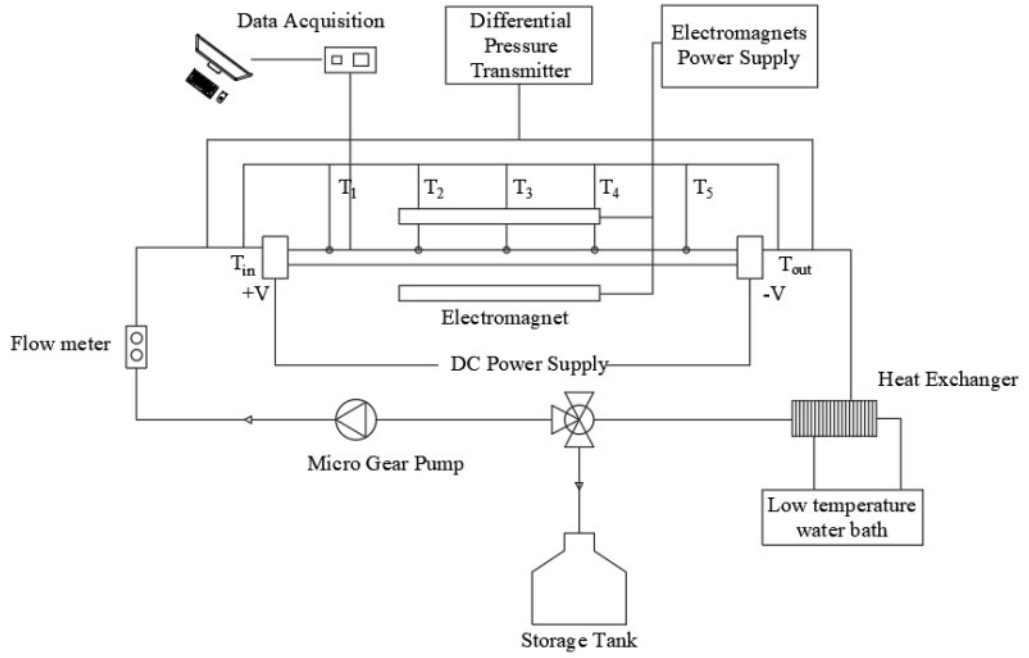 Data Acquisition
Differential
Pressure
Transmitter
Electromagnets
Power Supply
T1
T2
T3
T4
T5
Tin
Tout
+V
-V
Electromagnet
Flow meter
DC Power Supply
Heat Exchanger
Micro Gear Pump
Low temperature
water bath
Storage Tank